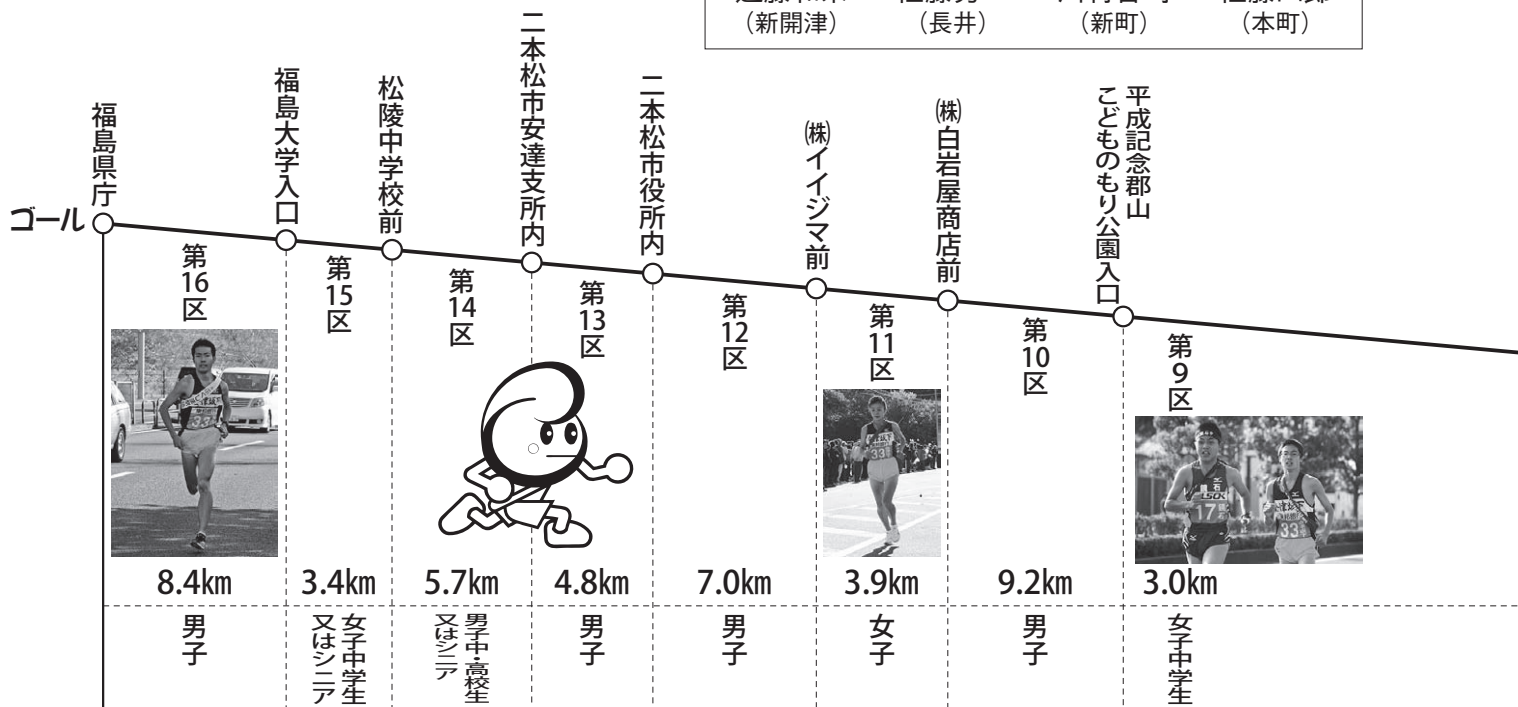 （新開津）
（長井）
（新町）
（本町）
平成記念郡山
こどものもり公園入口
㈱白岩屋商店前
㈱イイジマ前
二本松市役所内
二本松市安達支所内
松陵中学校前
福島大学入口
福島県庁
ゴール
第9区
第10区
第11区
第12区
第13区
第14区
第15区
第16区
33
33
17
33
8.4㎞
3.4㎞
5.7㎞
4.8㎞
7.0㎞
3.9㎞
9.2㎞
3.0㎞
女子中学生
男子
女子
男子
男子
男子中・高校生
又はシニア
女子中学生
又はシニア
男子